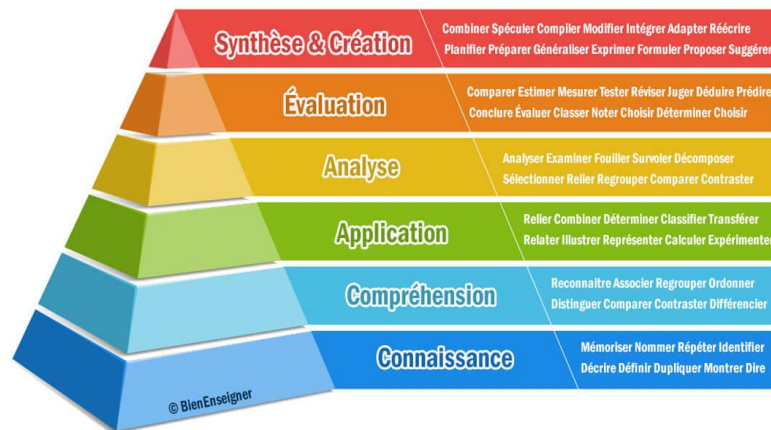 Synthèse & Création
Combiner Spéculer Compiler Modifier Intégrer Adapter Réécrire
Planifier Préparer Généraliser Exprimer Formuler Proposer Suggérer
Évaluation
Comparer Estimer Mesurer Tester Réviser Juger Déduire Prédire
Conclure Évaluer Classer Noter Choisir Déterminer Choisir
Analyse
Analyser Examiner Fouiller Survoler Décomposer
Sélectionner Relier Regrouper Comparer Contraster
Application
Relier Combiner Déterminer Classifier Transférer
Relater Illustrer Représenter Calculer Expérimenter
Compréhension
Reconnaitre Associer Regrouper Ordonner
Distinguer Comparer Contraster Différencier
Connaissance
Mémoriser Nommer Répéter Identifier
Décrire Définir Dupliquer Montrer Dire
© BienEnseigner